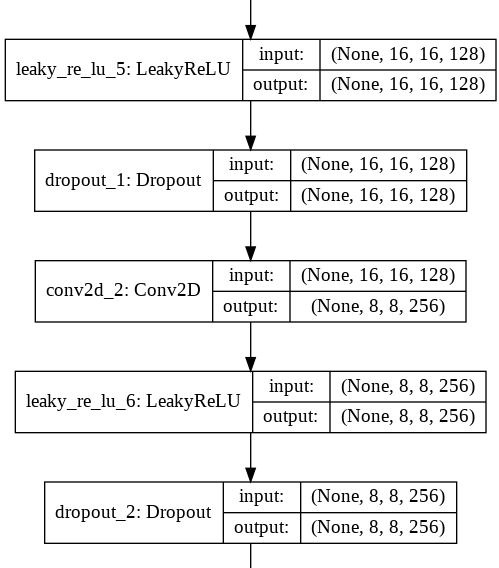 leaky_re_lu_5: LeakyReLU input: (None, 16, 16, 128)
output: (None, 16, 16, 128)
dropout_1: Dropout input: (None, 16, 16, 128)
output: (None, 16, 16, 128)
conv2d_2: Conv2D input: (None, 16, 16, 128)
output: (None, 8, 8, 256)
leaky_re_lu_6: LeakyReLU input: (None, 8, 8, 256)
output: (None, 8, 8, 256)
dropout_2: Dropout input: (None, 8, 8, 256)
output: (None, 8, 8, 256)